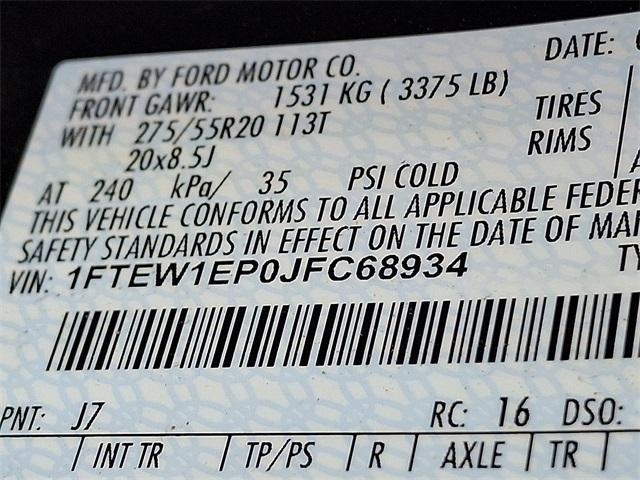 MFD. BY FORD MOTOR CO. DATE:
FRONT GAWR: 1531 KG ( 3375 LB)
WITH 275/55R20 113T TIRES
20x8.5J RIMS
AT 240 kPa/ 35 PSI COLD
THIS VEHICLE CONFORMS TO ALL APPLICABLE FEDER
SAFETY STANDARDS IN EFFECT ON THE DATE OF MA
VIN: 1FTEW1EP0JFC68934 TY
PNT: J7 RC: 16 DSO:
INT TR TP/PS R AXLE TR